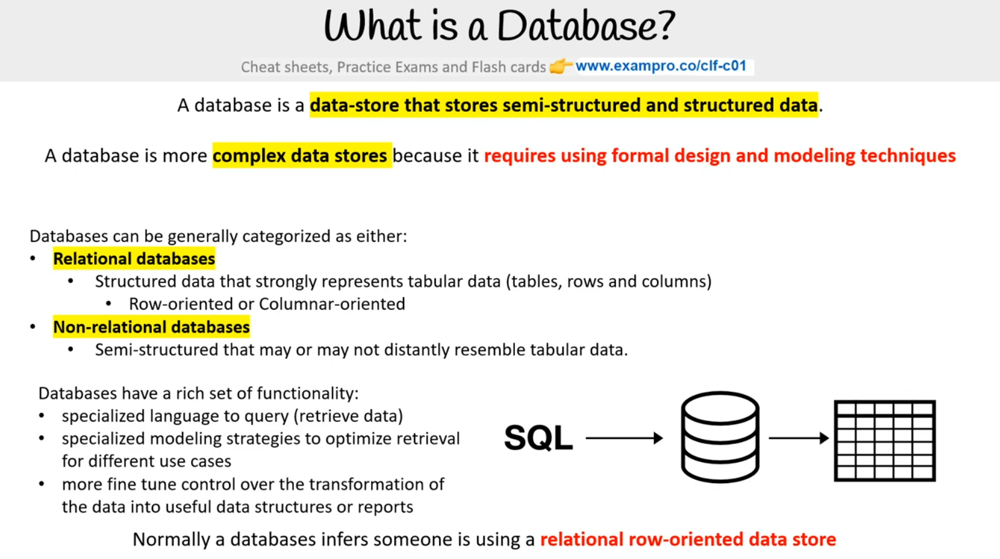 What is a Database?
Cheat sheets, Practice Exams and Flash cards 👉 www.exampro.co/clf-c01
A database is a data-store that stores semi-structured and structured data.
A database is more complex data stores because it requires using formal design and modeling techniques
Databases can be generally categorized as either:
• Relational databases
• Structured data that strongly represents tabular data (tables, rows and columns)
• Row-oriented or Columnar-oriented
• Non-relational databases
• Semi-structured that may or may not distantly resemble tabular data.
Databases have a rich set of functionality:
• specialized language to query (retrieve data)
• specialized modeling strategies to optimize retrieval
for different use cases
• more fine tune control over the transformation of
the data into useful data structures or reports
SQL
Normally a databases infers someone is using a relational row-oriented data store